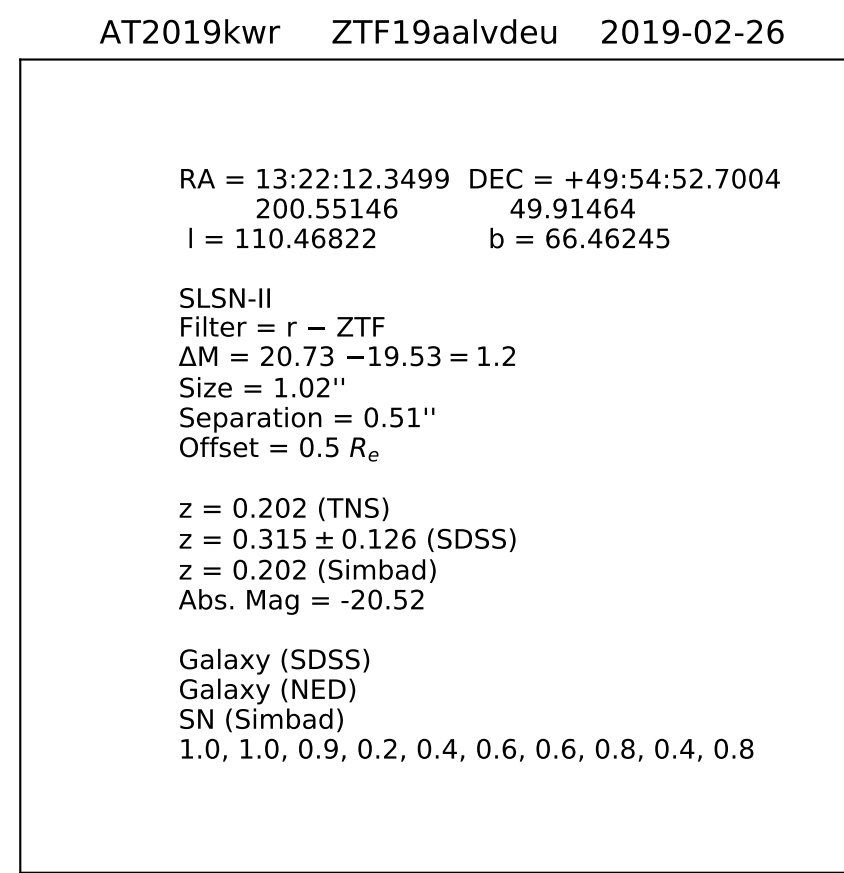 AT2019kwr ZTF19aalvdeu 2019-02-26
RA = 13:22:12.3499 DEC = +49:54:52.7004
200.55146 49.91464
l = 110.46822 b = 66.46245
SLSN-II
Filter = r − ZTF
ΔM = 20.73 −19.53 = 1.2
Size = 1.02''
Separation = 0.51''
Offset = 0.5 Rₑ
z = 0.202 (TNS)
z = 0.315 ± 0.126 (SDSS)
z = 0.202 (Simbad)
Abs. Mag = -20.52
Galaxy (SDSS)
Galaxy (NED)
SN (Simbad)
1.0, 1.0, 0.9, 0.2, 0.4, 0.6, 0.6, 0.8, 0.4, 0.8